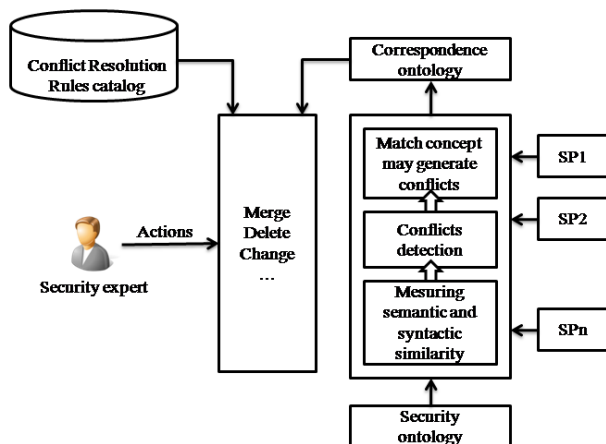 Conflict Resolution
Rules catalog
Correspondence
ontology
Match concept
may generate
conflicts
SP1
Merge
Delete
Change
...
Actions
Security expert
Conflicts
detection
SP2
Mesuring
semantic and
syntactic
similarity
SPn
Security
ontology